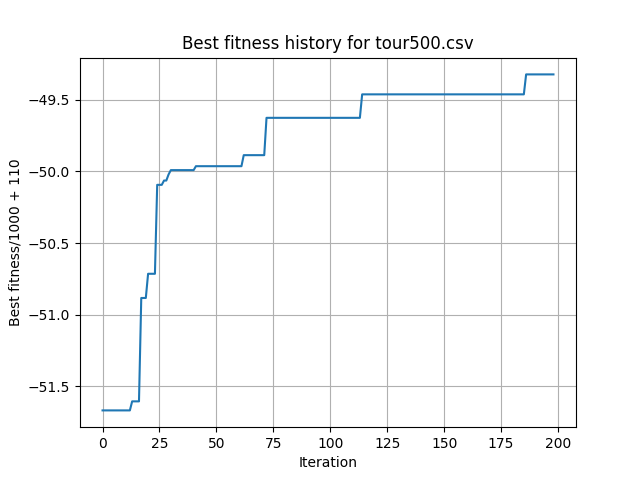 Best fitness history for tour500.csv
Best fitness/1000 + 110
−49.5
−50.0
−50.5
−51.0
−51.5
0 25 50 75 100 125 150 175 200
Iteration